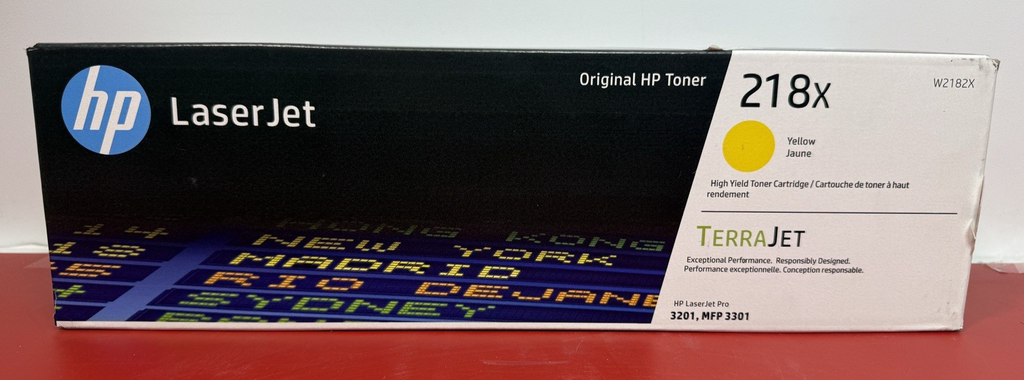 hp
LaserJet
Original HP Toner
218x
W2182X
Yellow
Jaune
High Yield Toner Cartridge / Cartouche de toner à haut
rendement
TERRAJET
Exceptional Performance. Responsibly Designed.
Performance exceptionnelle. Conception responsable.
HP LaserJet Pro
3201, MFP 3301
HONG KONG
NEW YORK
MADRID
RIO DEJANE
SYDNEY